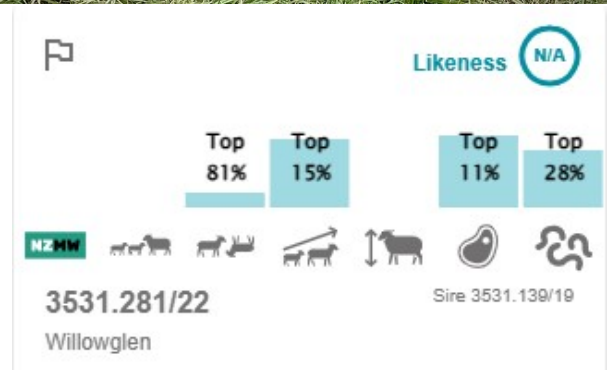 Likeness N/A
Top Top Top Top
81% 15% 11% 28%
NZMW
3531.281/22 Sire 3531.139/19
Willowglen